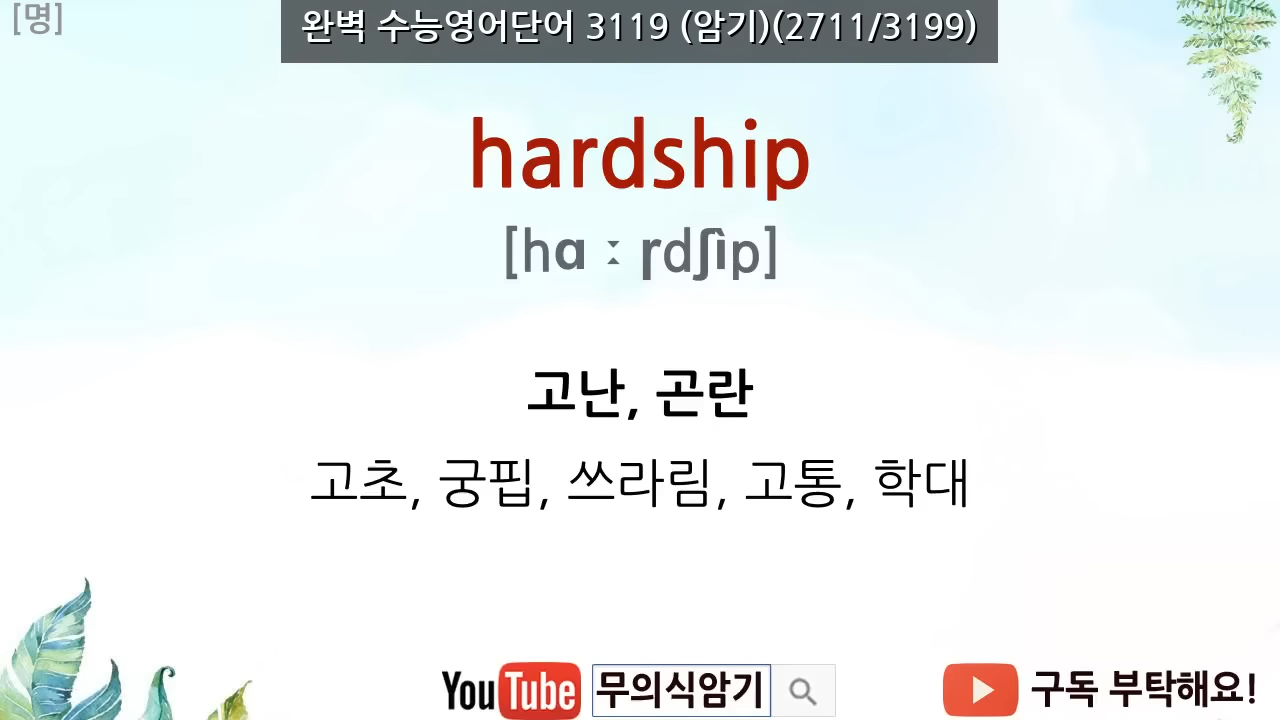 [명]
완벽 수능영어단어 3119 (암기)(2711/3199)
hardship
[hɑːrdʃìp]
고난, 곤란
고초, 궁핍, 쓰라림, 고통, 학대
YouTube 무의식암기
구독 부탁해요!